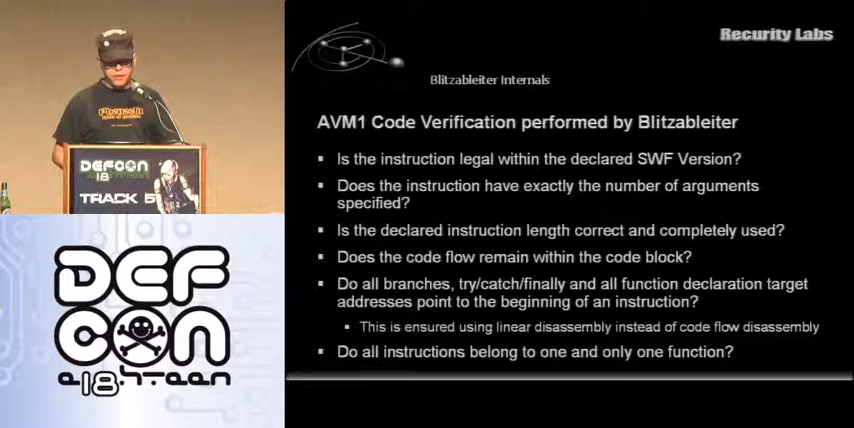 Recurity Labs
Blitzableiter Internals
AVM1 Code Verification performed by Blitzableiter
Is the instruction legal within the declared SWF Version?
Does the instruction have exactly the number of arguments
specified?
Is the declared instruction length correct and completely used?
Does the code flow remain within the code block?
Do all branches, try/catch/finally and all function declaration target
addresses point to the beginning of an instruction?
This is ensured using linear disassembly instead of code flow disassembly
Do all instructions belong to one and only one function?
DEFCON
18
TRACK 5
DEF
CON
e18h+een